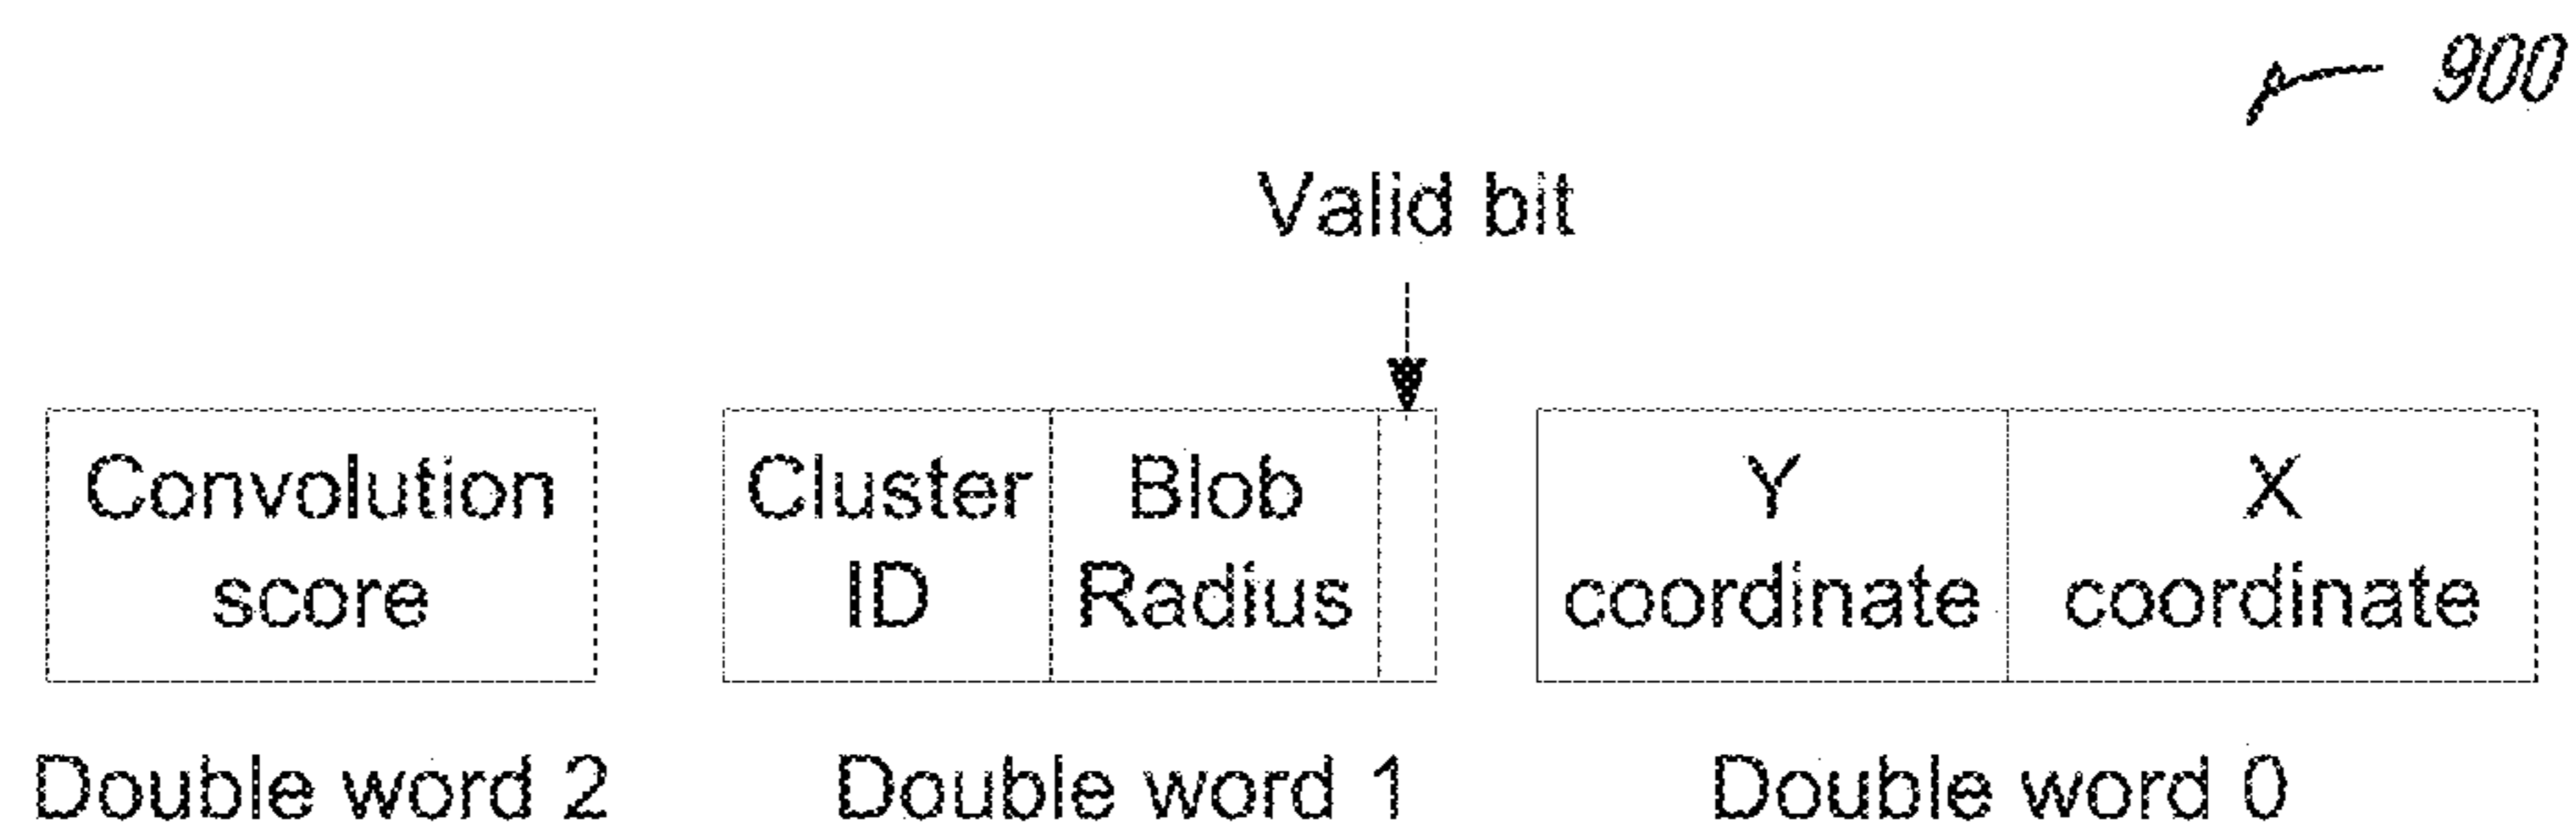 900
Valid bit
Convolution
score
Cluster
ID
Blob
Radius
Y
coordinate
X
coordinate
Double word 2
Double word 1
Double word 0